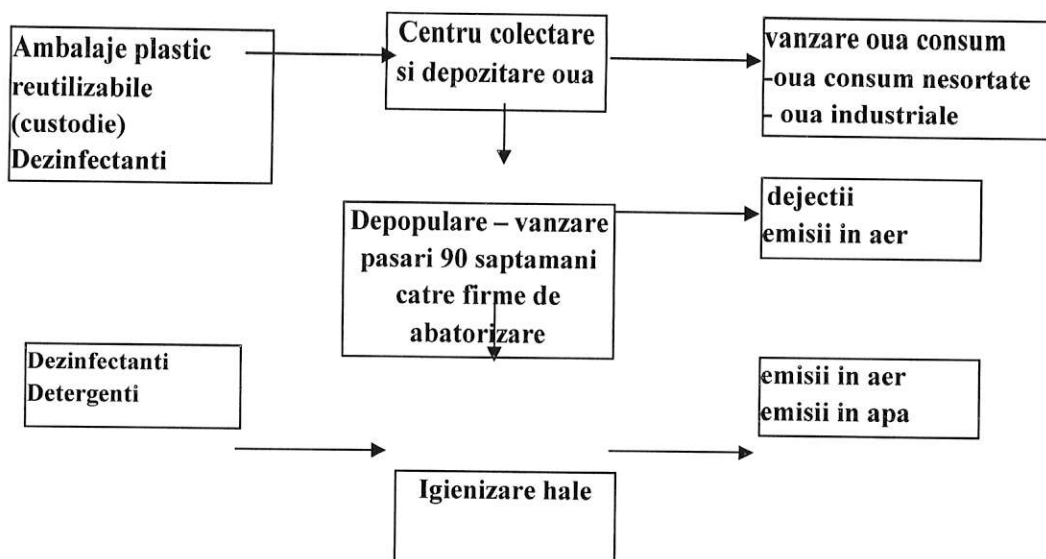 Ambalaje plastic
reutilizabile
(custodie)
Dezinfectanti
Centru colectare
si depozitare oua
vanzare oua consum
-oua consum nesortate
- oua industriale
Depopulare – vanzare
pasari 90 saptamani
catre firme de
abatorizare
dejectii
emisii in aer
Dezinfectanti
Detergenti
emisii in aer
emisii in apa
Igienizare hale